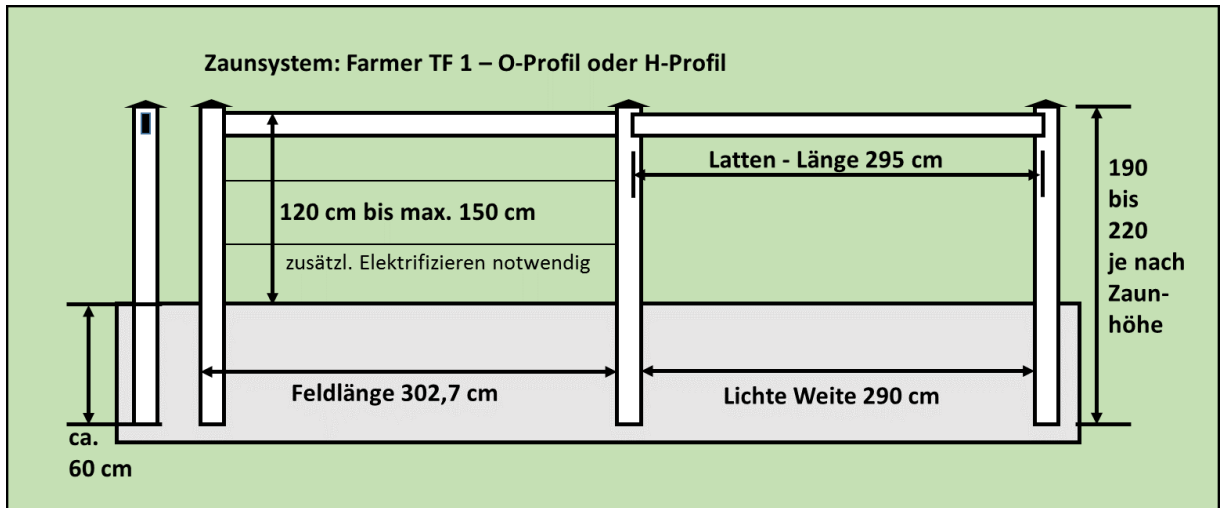 Zaunsystem: Farmer TF 1 – O-Profil oder H-Profil
Latten - Länge 295 cm
120 cm bis max. 150 cm
zusätzl. Elektrifizieren notwendig
190
bis
220
je nach
Zaun-
höhe
Feldlänge 302,7 cm
Lichte Weite 290 cm
ca.
60 cm